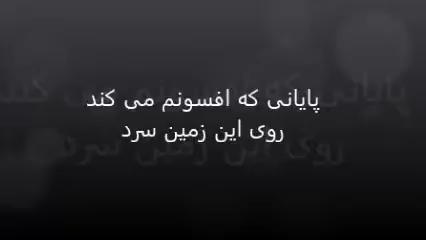 پایانی که افسونم می کند
روی این زمین سرد